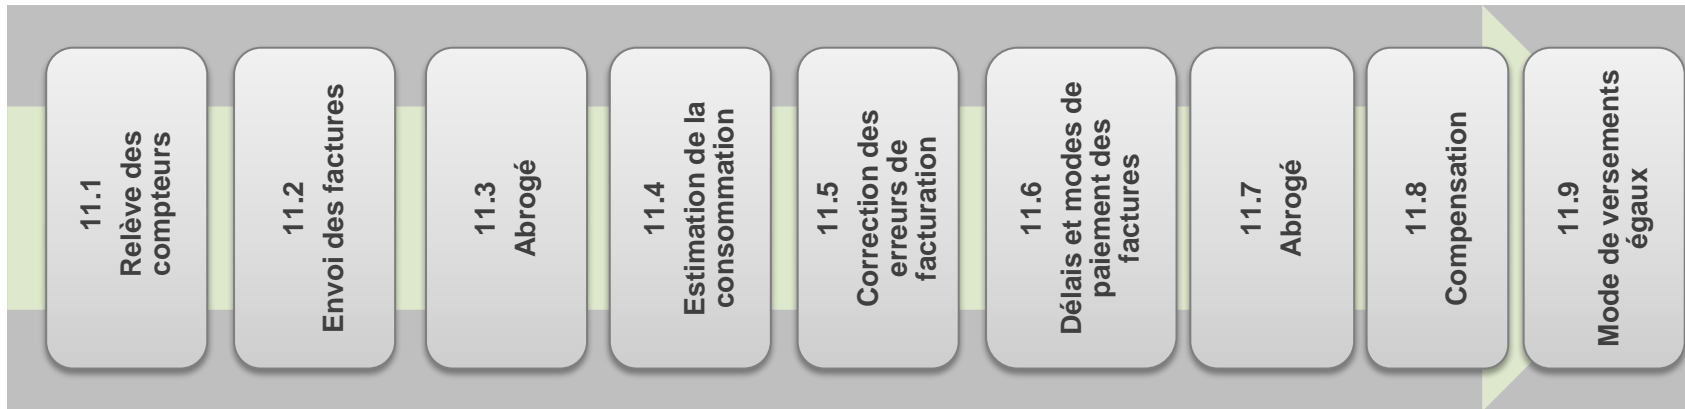 11.1
Relève des
compteurs
11.2
Envoi des factures
11.3
Abrogé
11.4
Estimation de la
consommation
11.5
Correction des
erreurs de
facturation
11.6
Délais et modes de
paiement des
factures
11.7
Abrogé
11.8
Compensation
11.9
Mode de versements
égaux